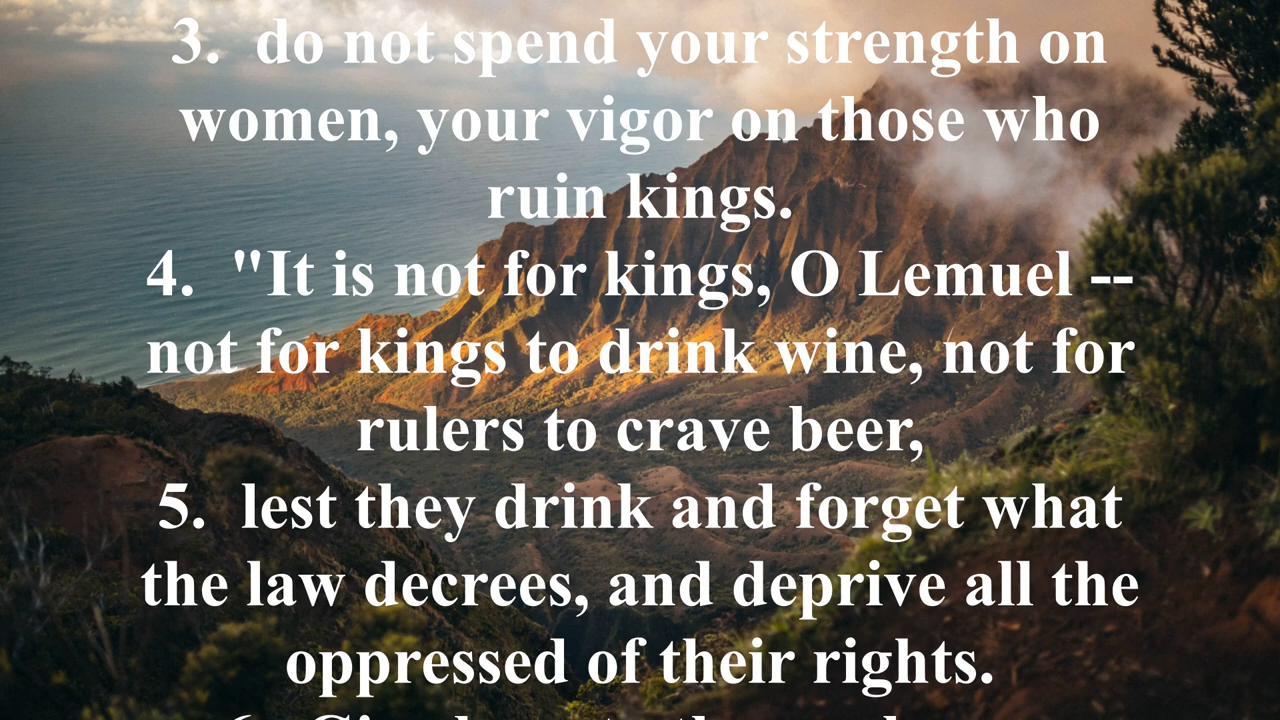 3.  do not spend your strength on
women, your vigor on those who
ruin kings.
4.  "It is not for kings, O Lemuel --
not for kings to drink wine, not for
rulers to crave beer,
5.  lest they drink and forget what
the law decrees, and deprive all the
oppressed of their rights.